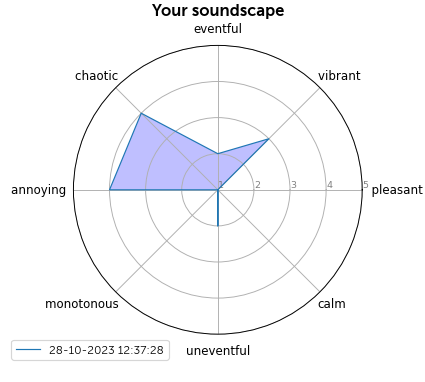 Your soundscape
eventful
chaotic
vibrant
annoying
1
2
3
4
5
pleasant
monotonous
calm
28-10-2023 12:37:28
uneventful